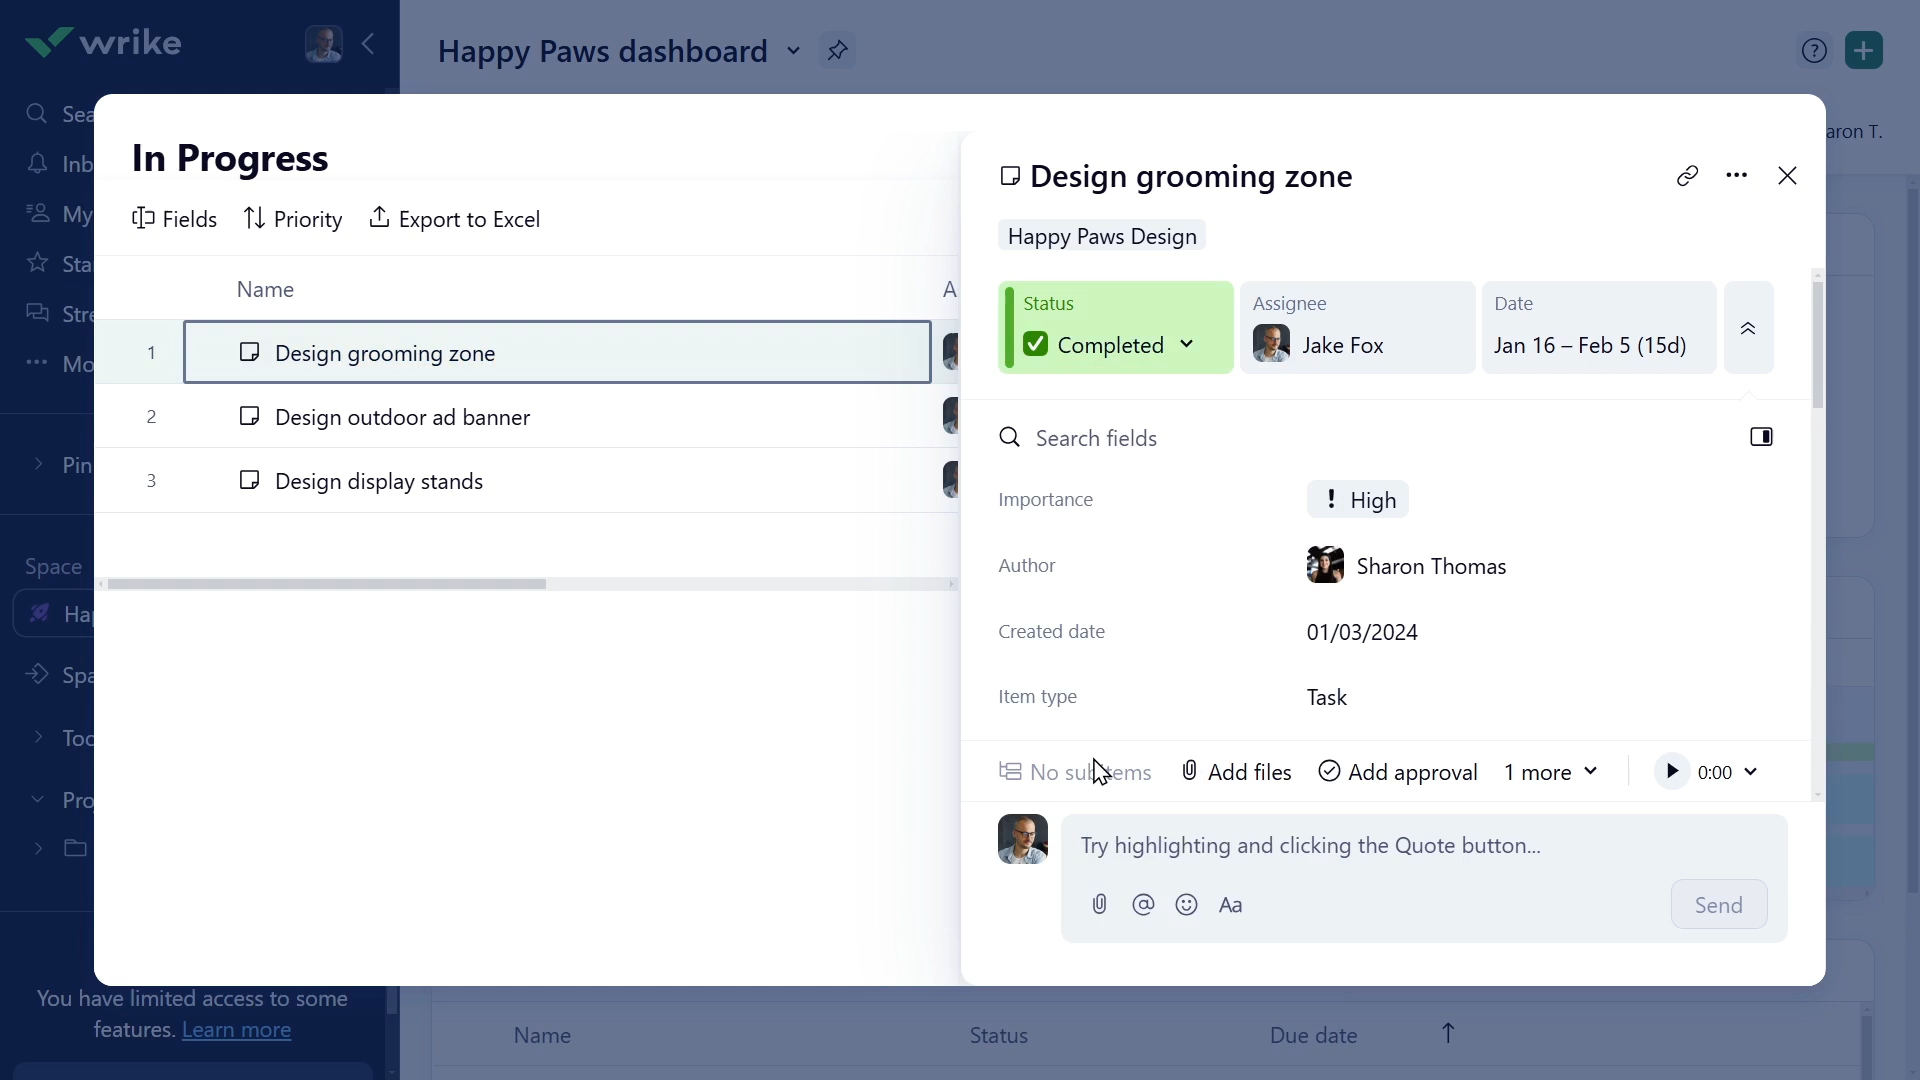 wrike
Happy Paws dashboard
Sea
Inb
My
Sta
Stre
Mo
Pin
Space
Hap
Spa
Too
Pro
You have limited access to some
features. Learn more
aron T.
In Progress
Fields Priority Export to Excel
Name A
1 Design grooming zone
2 Design outdoor ad banner
3 Design display stands
Design grooming zone
Happy Paws Design
Status Assignee Date
Completed Jake Fox Jan 16 – Feb 5 (15d)
Search fields
Importance ! High
Author Sharon Thomas
Created date 01/03/2024
Item type Task
Add files Add approval 1 more 0:00
Try highlighting and clicking the Quote button...
Aa Send
Name Status Due date